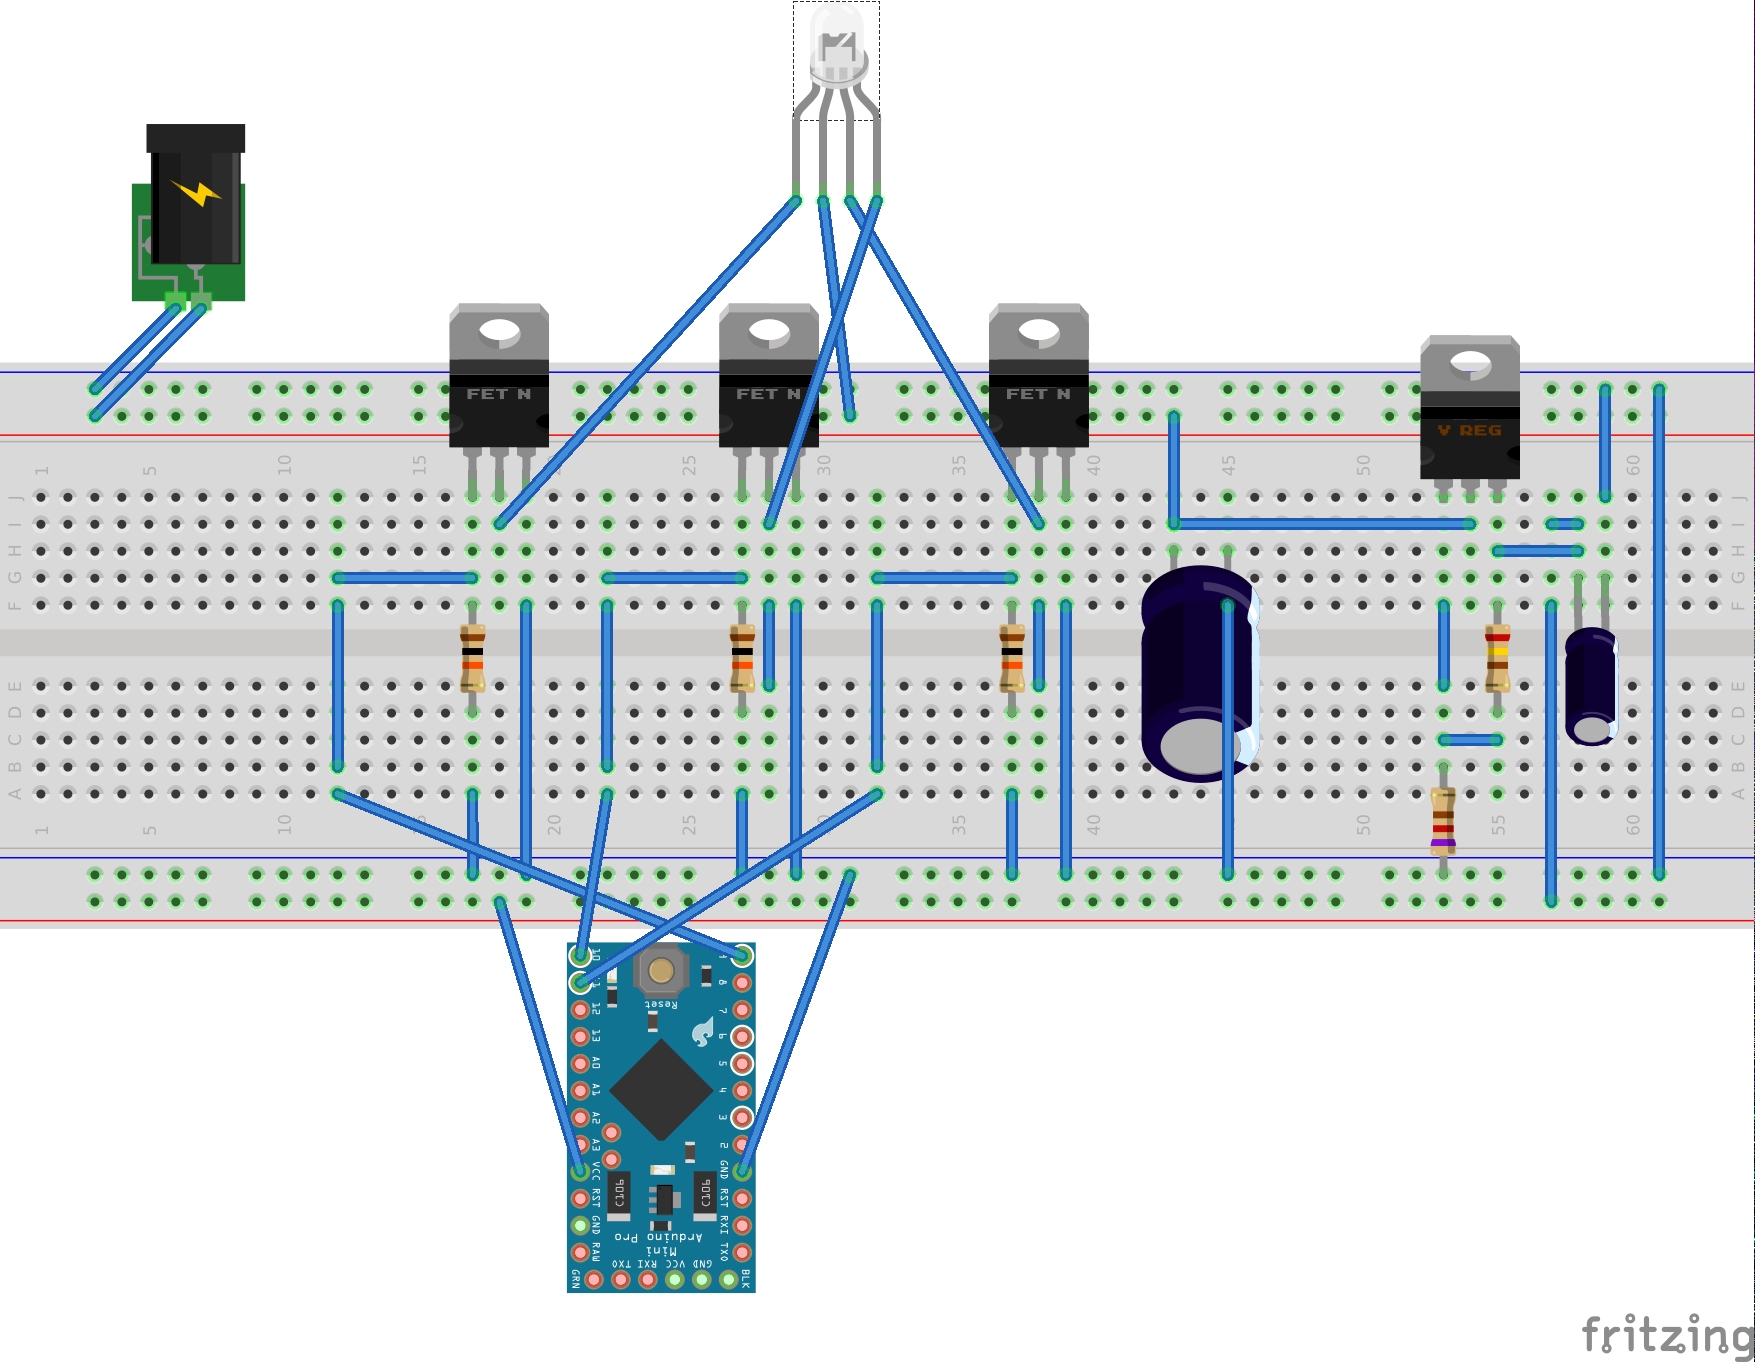 FET N FET N FET N
V REG
1 5 10 15 25 30 35 40 45 50 55 60
J J
I I
H H
G G
F F
E E
D D
C C
B B
A A
1 5 10 20 25 30 35 40 50 55 60
10 9
11 8
12 7
13 6
A0 5
A1 4
A2 3
A3 2
VCC GND
RST RST
GND RXI
RAW TXO
Reset
C106 C106
Arduino Pro
Mini
GRN TXO RXI VCC GND BLK
fritzing